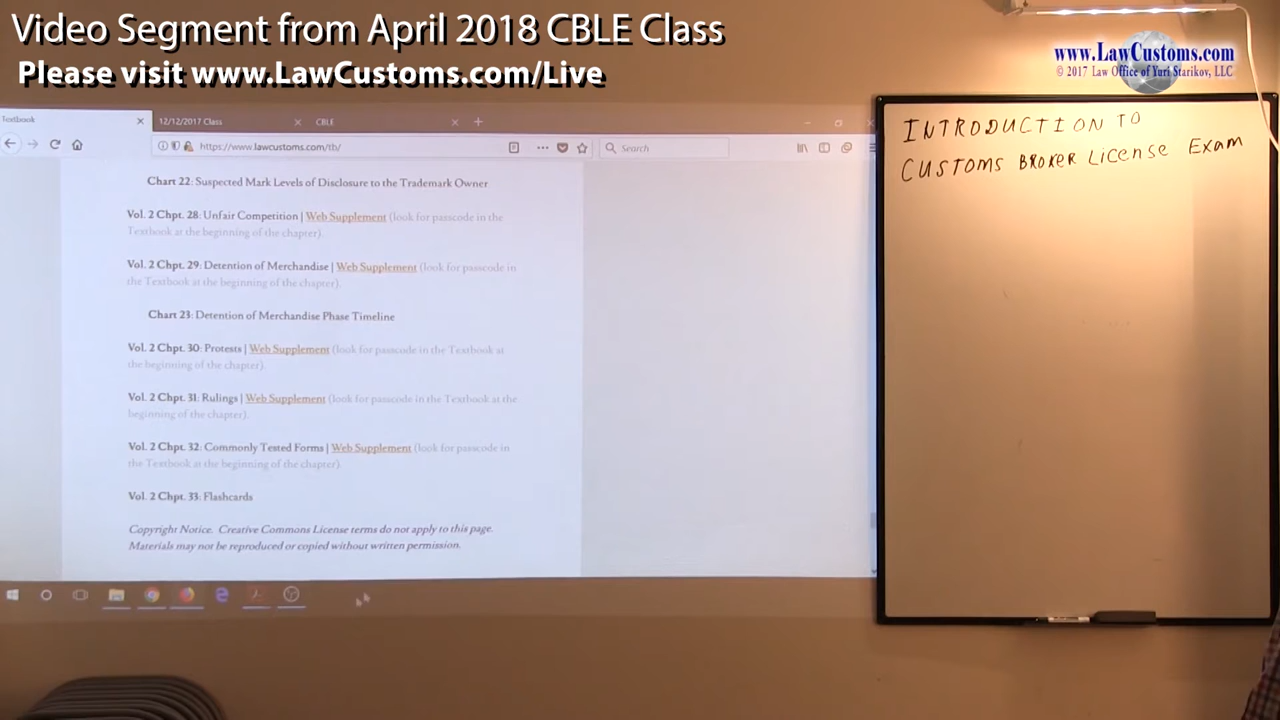 Video Segment from April 2018 CBLE Class
Please visit www.LawCustoms.com/Live
www.LawCustoms.com
© 2017 Law Office of Yuri Starikov, LLC
Textbook
12/12/2017 Class
CBLE
https://www.lawcustoms.com/tb/
Search
Chart 22: Suspected Mark Levels of Disclosure to the Trademark Owner
Vol. 2 Chpt. 28: Unfair Competition | Web Supplement (look for passcode in the
Textbook at the beginning of the chapter).
Vol. 2 Chpt. 29: Detention of Merchandise | Web Supplement (look for passcode in
the Textbook at the beginning of the chapter).
Chart 23: Detention of Merchandise Phase Timeline
Vol. 2 Chpt. 30: Protests | Web Supplement (look for passcode in the Textbook at
the beginning of the chapter).
Vol. 2 Chpt. 31: Rulings | Web Supplement (look for passcode in the Textbook at the
beginning of the chapter).
Vol. 2 Chpt. 32: Commonly Tested Forms | Web Supplement (look for passcode in
the Textbook at the beginning of the chapter).
Vol. 2 Chpt. 33: Flashcards
Copyright Notice. Creative Commons License terms do not apply to this page.
Materials may not be reproduced or copied without written permission.
INTRODUCTION TO
CUSTOMS BROKER LICENSE EXAM